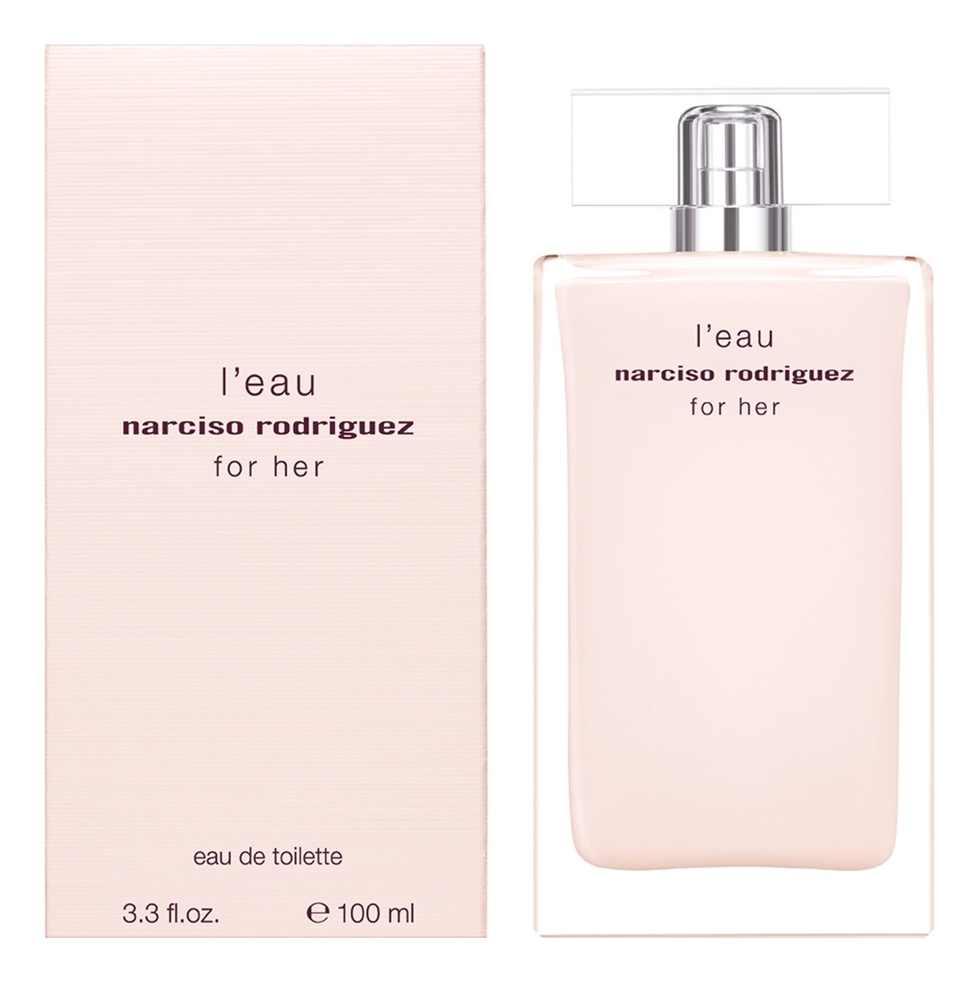 l'eau
narciso rodriguez
for her
eau de toilette
3.3 fl.oz. ℮ 100 ml
l'eau
narciso rodriguez
for her